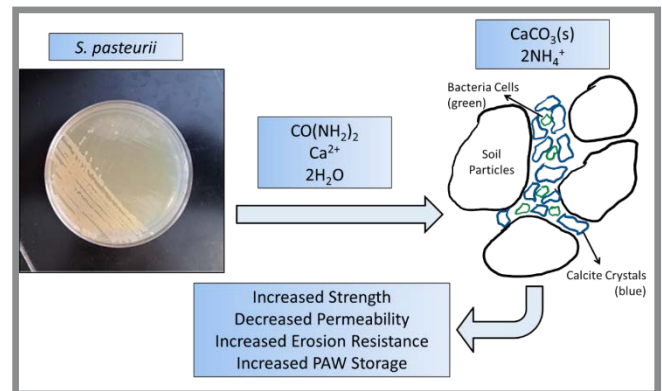 S. pasteurii
CO(NH₂)₂
Ca²⁺
2H₂O
CaCO₃(s)
2NH₄⁺
Bacteria Cells
(green)
Soil
Particles
Calcite Crystals
(blue)
Increased Strength
Decreased Permeability
Increased Erosion Resistance
Increased PAW Storage